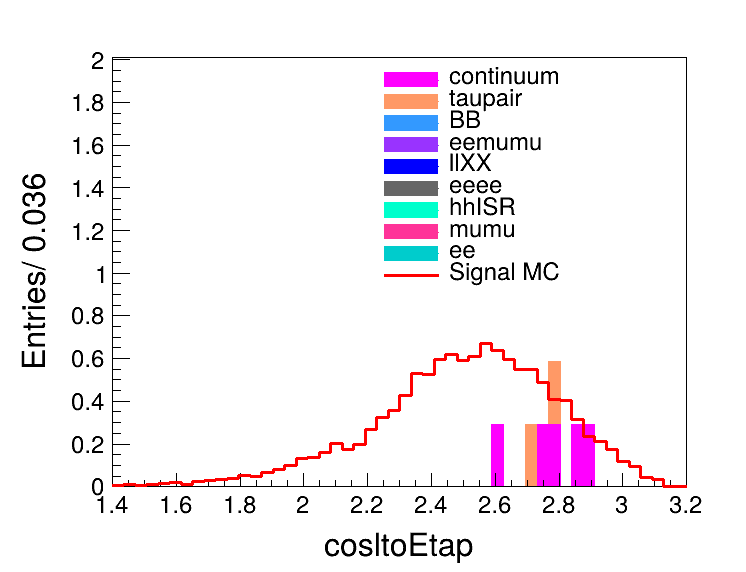 2
1.8
1.6
1.4
1.2
1
0.8
0.6
0.4
0.2
0
Entries/ 0.036
continuum
taupair
BB
eemumu
llXX
eeee
hhISR
mumu
ee
Signal MC
1.4 1.6 1.8 2 2.2 2.4 2.6 2.8 3 3.2
cosltoEtap